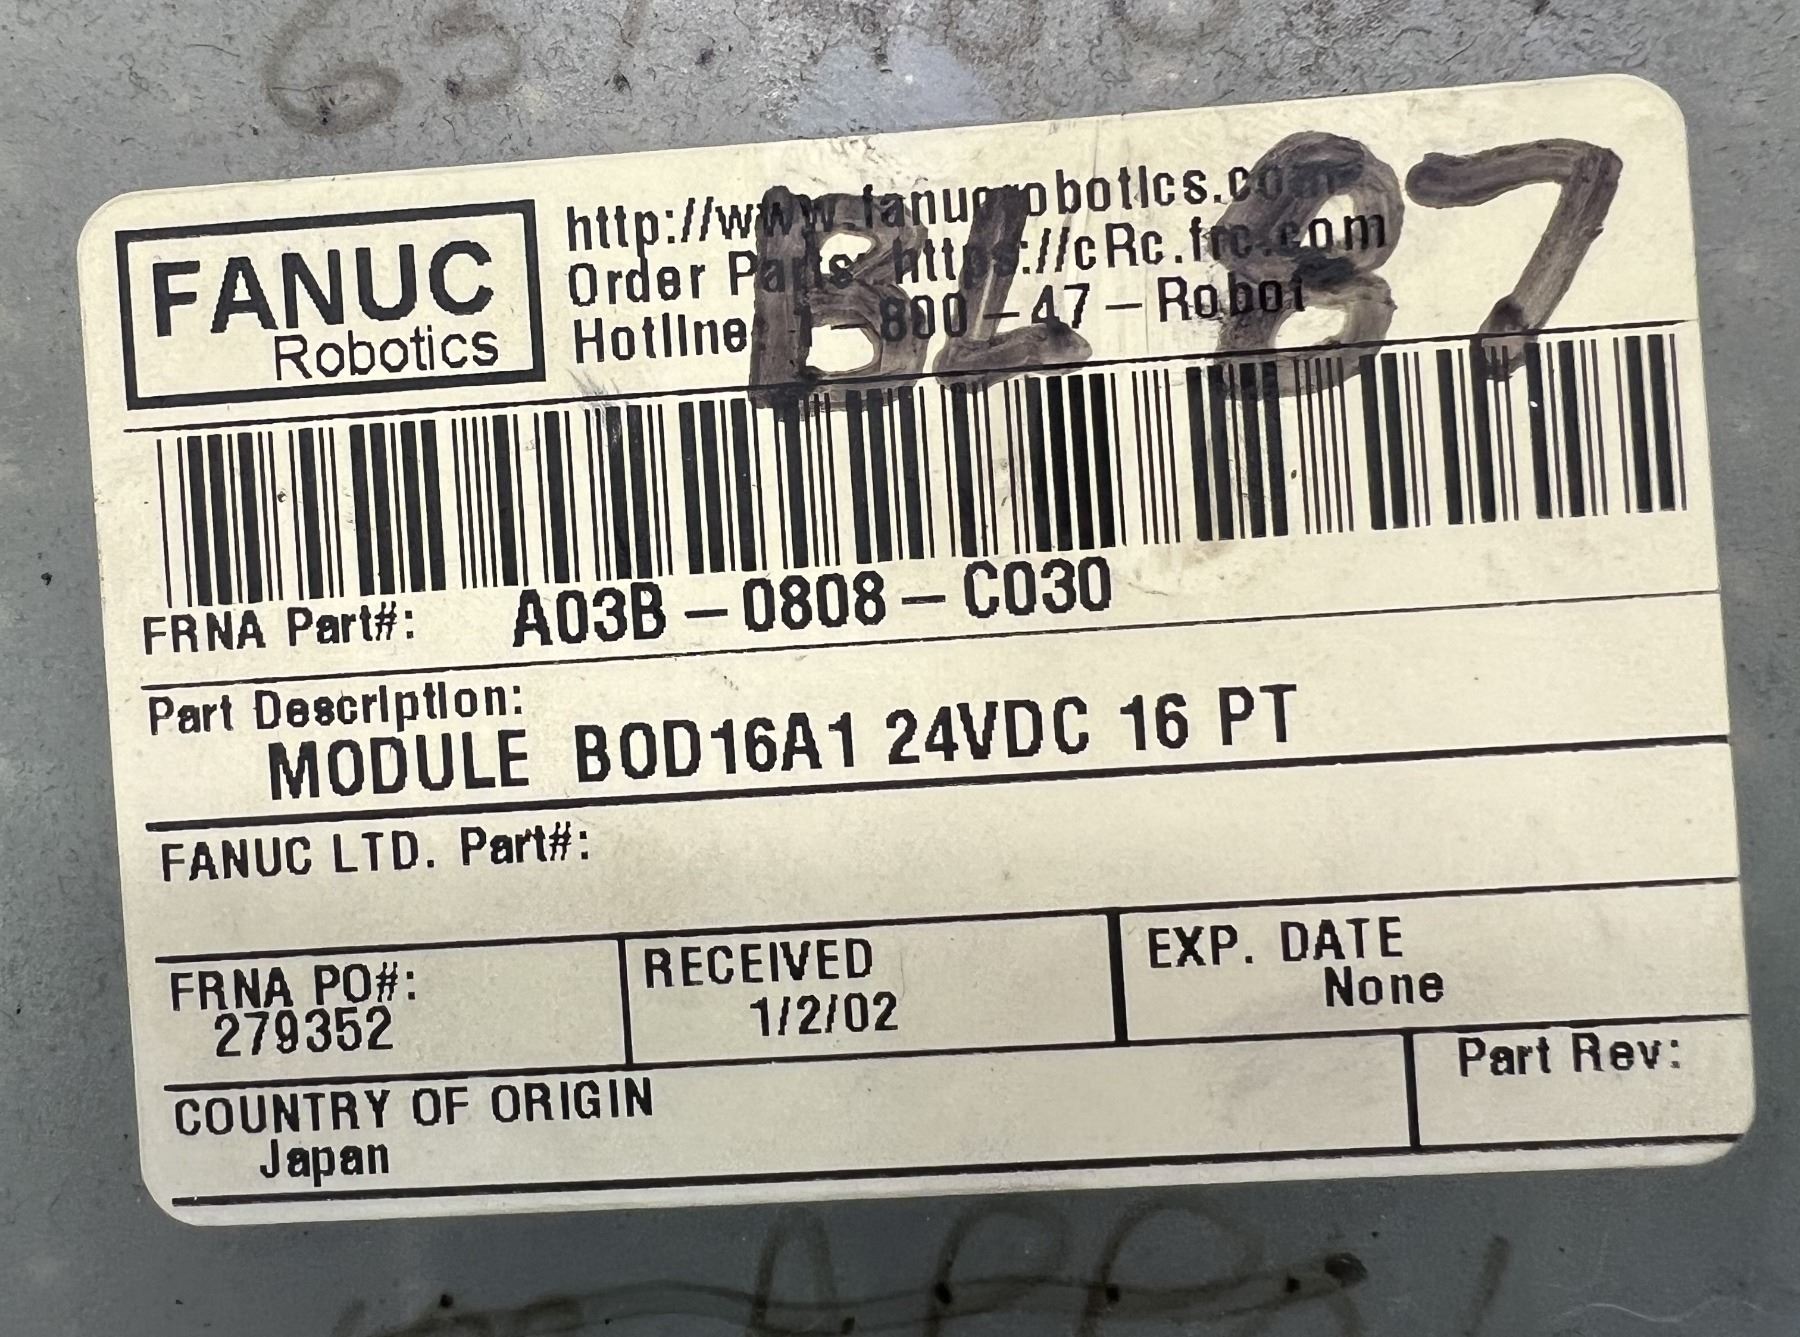 FANUC
Robotics
http://www.fanucrobotics.com
Order Parts: https://cRc.frc.com
Hotline: 1-800-47-Robot
BL 87
FRNA Part#: A03B-0808-C030
Part Description:
MODULE BOD16A1 24VDC 16 PT
FANUC LTD. Part#:
FRNA PO#:
279352
RECEIVED
1/2/02
EXP. DATE
None
COUNTRY OF ORIGIN
Japan
Part Rev: